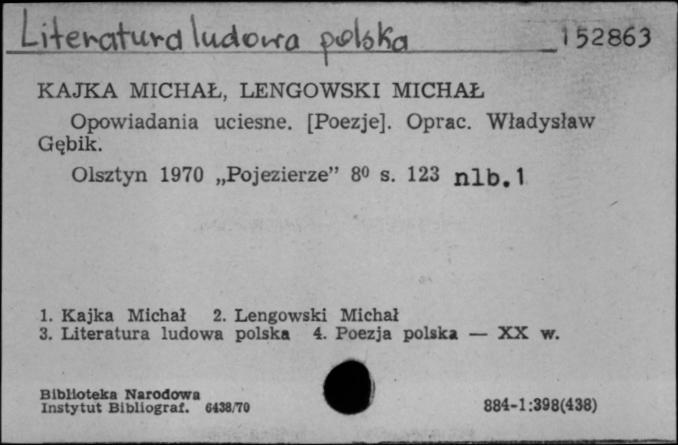 Literatura ludowa polska 152863
KAJKA MICHAŁ, LENGOWSKI MICHAŁ
Opowiadania ucieszne. [Poezje]. Oprac. Władysław
Gębik.
Olsztyn 1970 „Pojezierze” 8⁰ s. 123 nlb.1
1. Kajka Michał 2. Lengowski Michał
3. Literatura ludowa polska 4. Poezja polska — XX w.
Biblioteka Narodowa
Instytut Bibliograf. 6438/70
884-1:398(438)